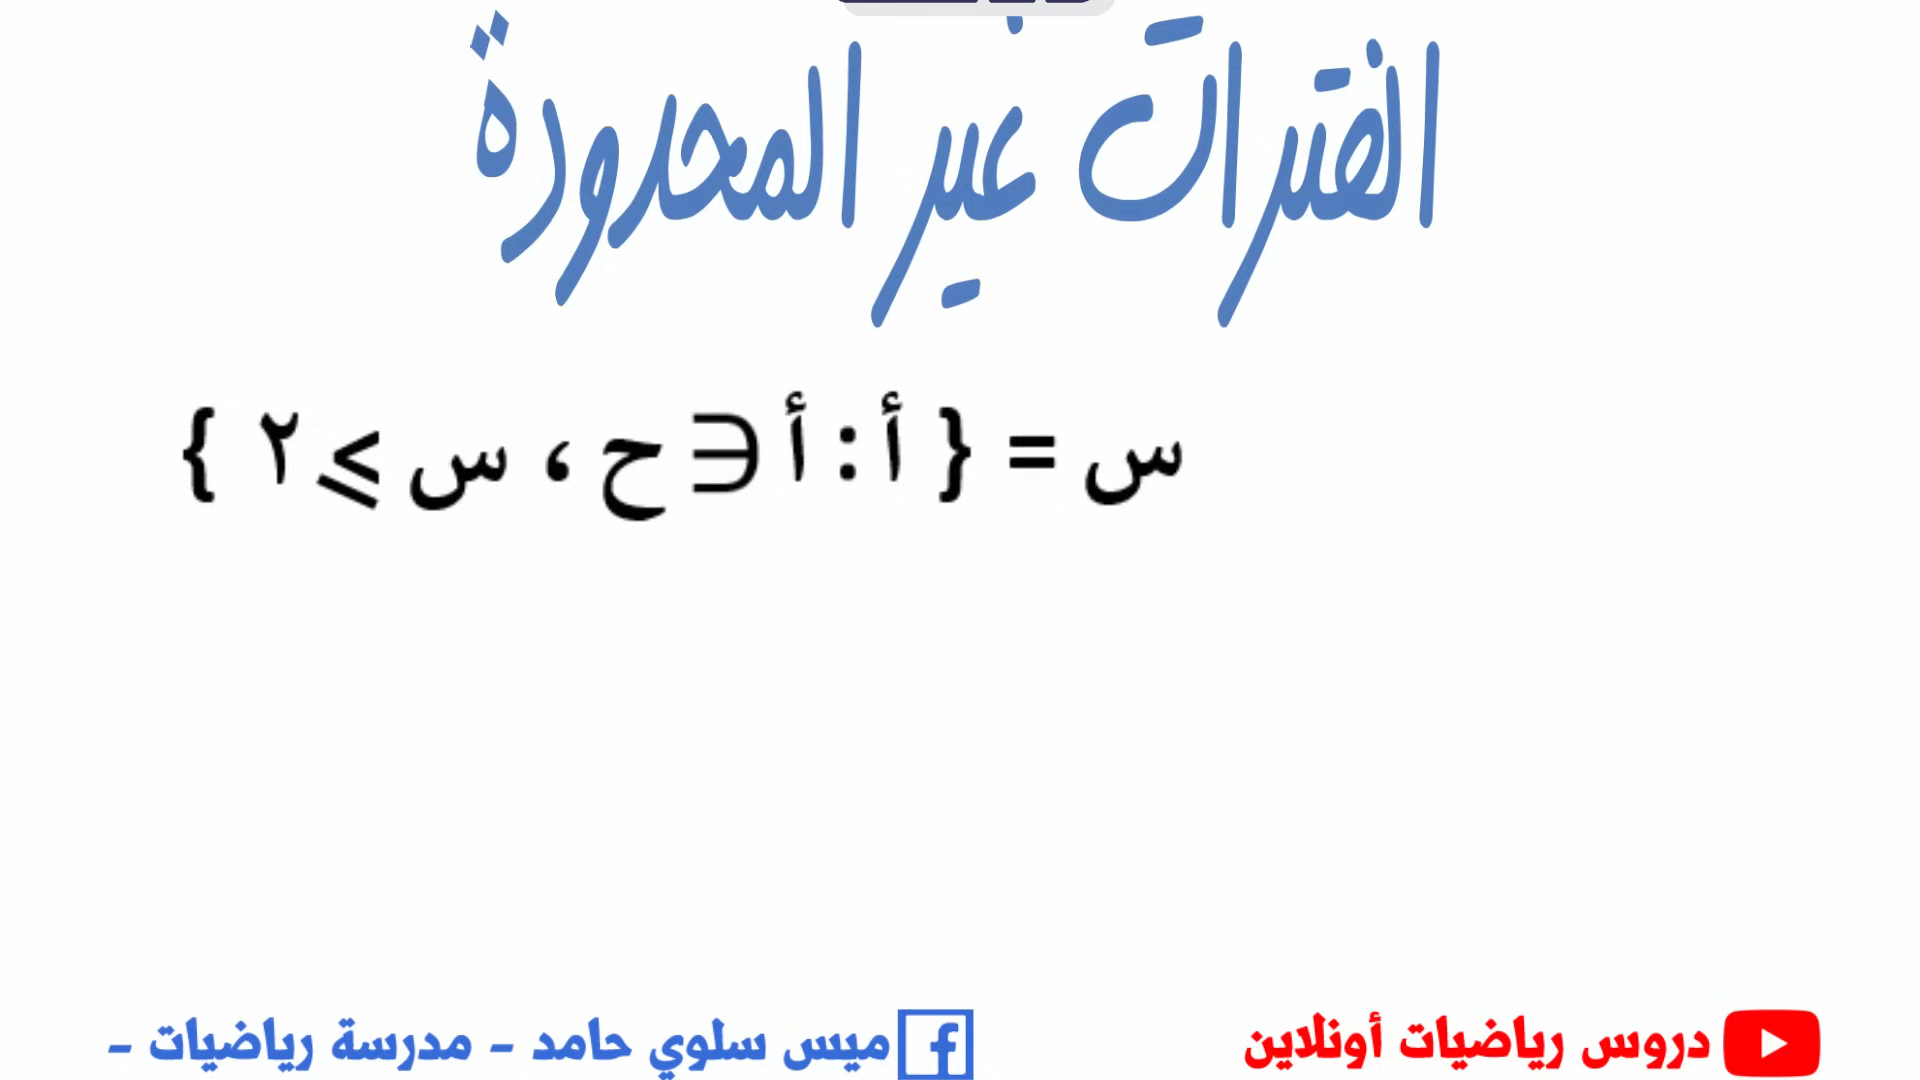 الفترات غير المحدودة
س = { أ : أ ∈ ح ، س ⩽ ٢ }
دروس رياضيات أونلاين
ميس سلوي حامد - مدرسة رياضيات -